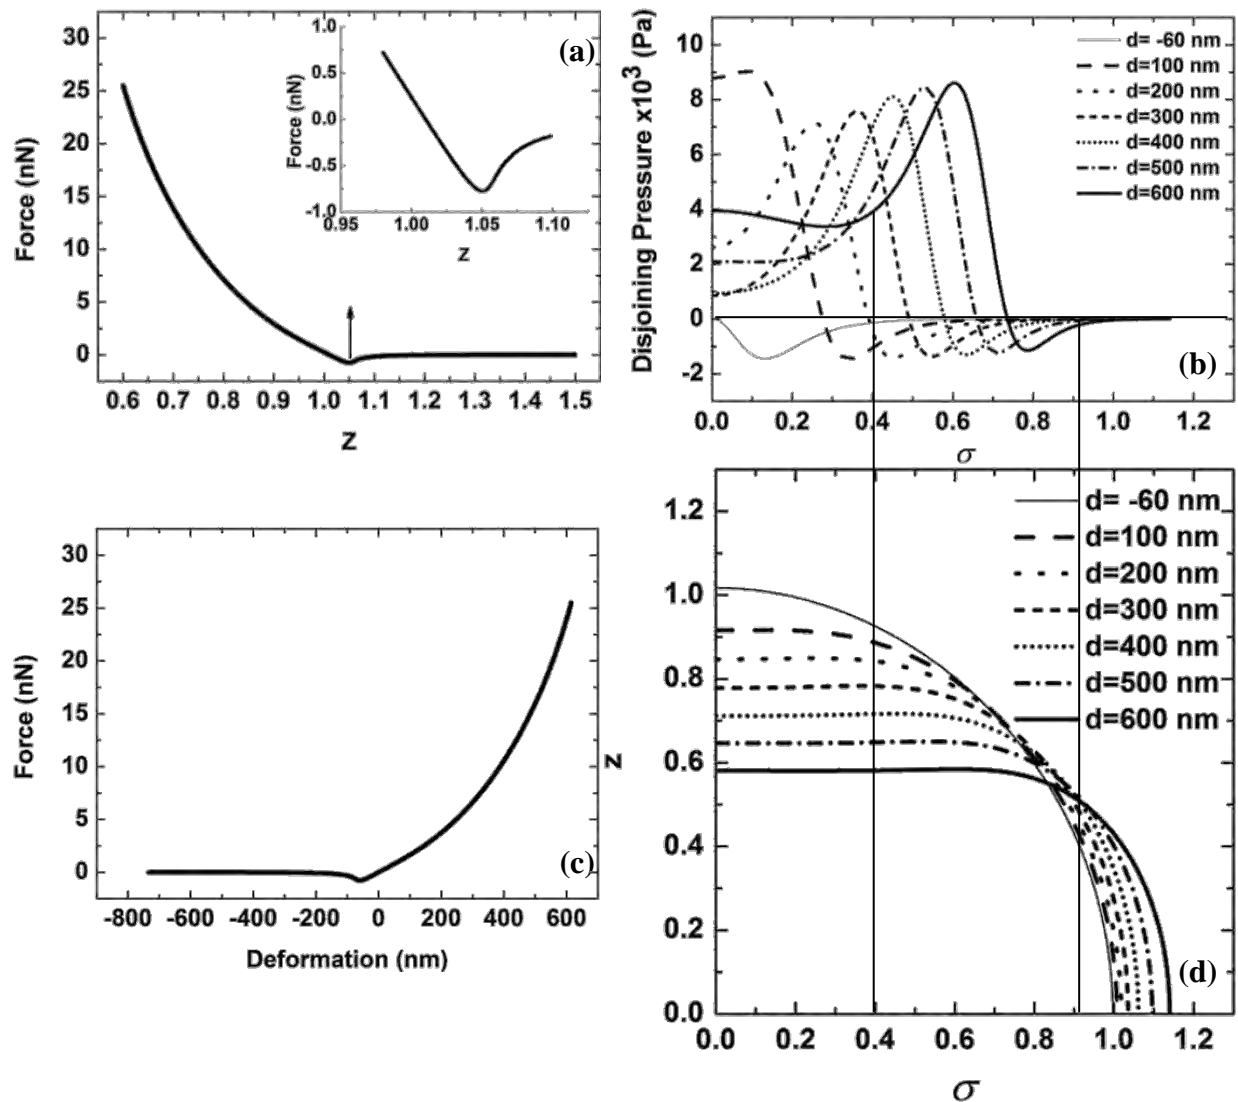 30
25
20
15
10
5
0
Force (nN)
0.6 0.7 0.8 0.9 1.0 1.1 1.2 1.3 1.4 1.5
Z
(a)
1.0
0.5
0.0
-0.5
-1.0
Force (nN)
0.95 1.00 1.05 1.10
Z
10
8
6
4
2
0
-2
Disjoining Pressure x10³ (Pa)
d= -60 nm
d=100 nm
d=200 nm
d=300 nm
d=400 nm
d=500 nm
d=600 nm
(b)
0.0 0.2 0.4 0.6 0.8 1.0 1.2
σ
30
25
20
15
10
5
0
Force (nN)
(c)
-800 -600 -400 -200 0 200 400 600
Deformation (nm)
1.2
1.0
0.8
0.6
0.4
0.2
0.0
Z
d= -60 nm
d=100 nm
d=200 nm
d=300 nm
d=400 nm
d=500 nm
d=600 nm
(d)
0.0 0.2 0.4 0.6 0.8 1.0 1.2
σ